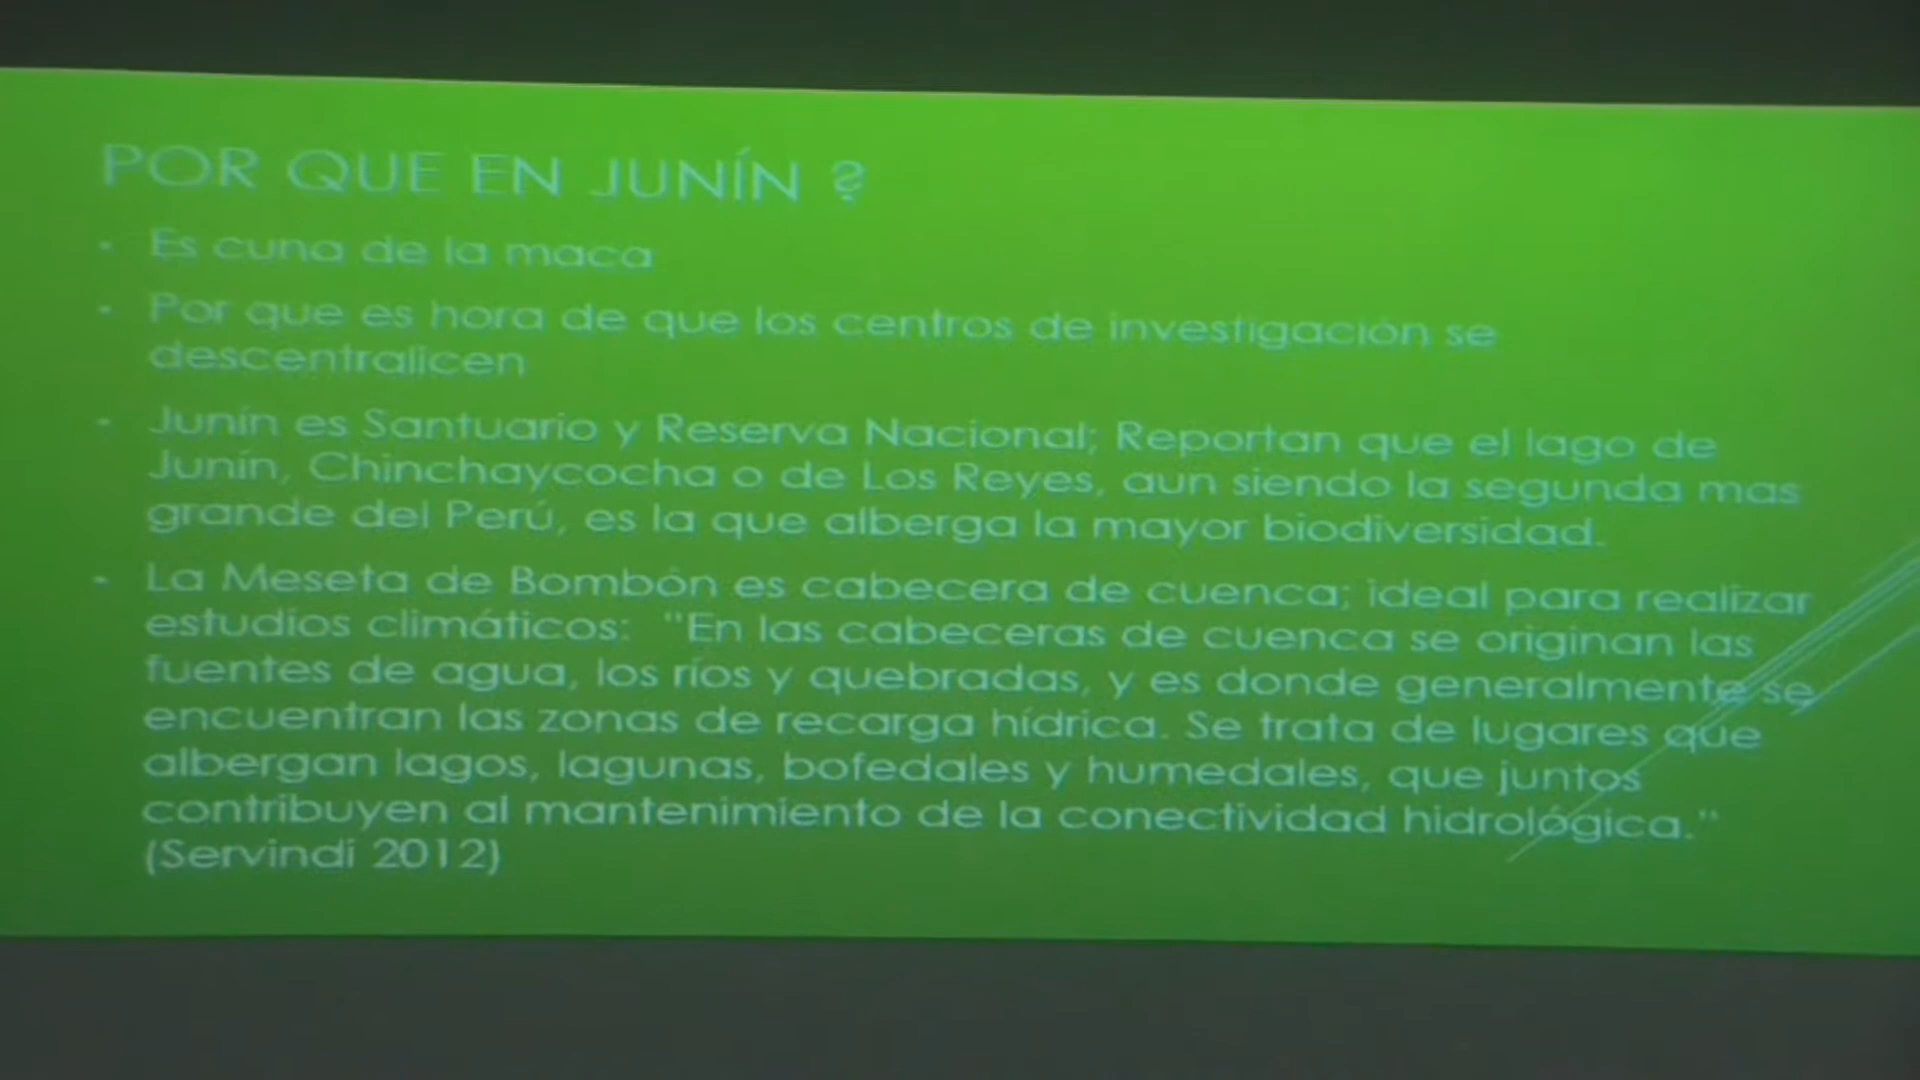 POR QUE EN JUNÍN ?
• Es cuna de la maca
• Por que es hora de que los centros de investigación se
descentralicen
• Junín es Santuario y Reserva Nacional; Reportan que el lago de
Junín, Chinchaycocha o de Los Reyes, aun siendo la segunda mas
grande del Perú, es la que alberga la mayor biodiversidad.
• La Meseta de Bombón es cabecera de cuenca; ideal para realizar
estudios climáticos: "En las cabeceras de cuenca se originan las
fuentes de agua, los ríos y quebradas, y es donde generalmente se
encuentran las zonas de recarga hídrica. Se trata de lugares que
albergan lagos, lagunas, bofedales y humedales, que juntos
contribuyen al mantenimiento de la conectividad hidrológica."
(Servindi 2012)